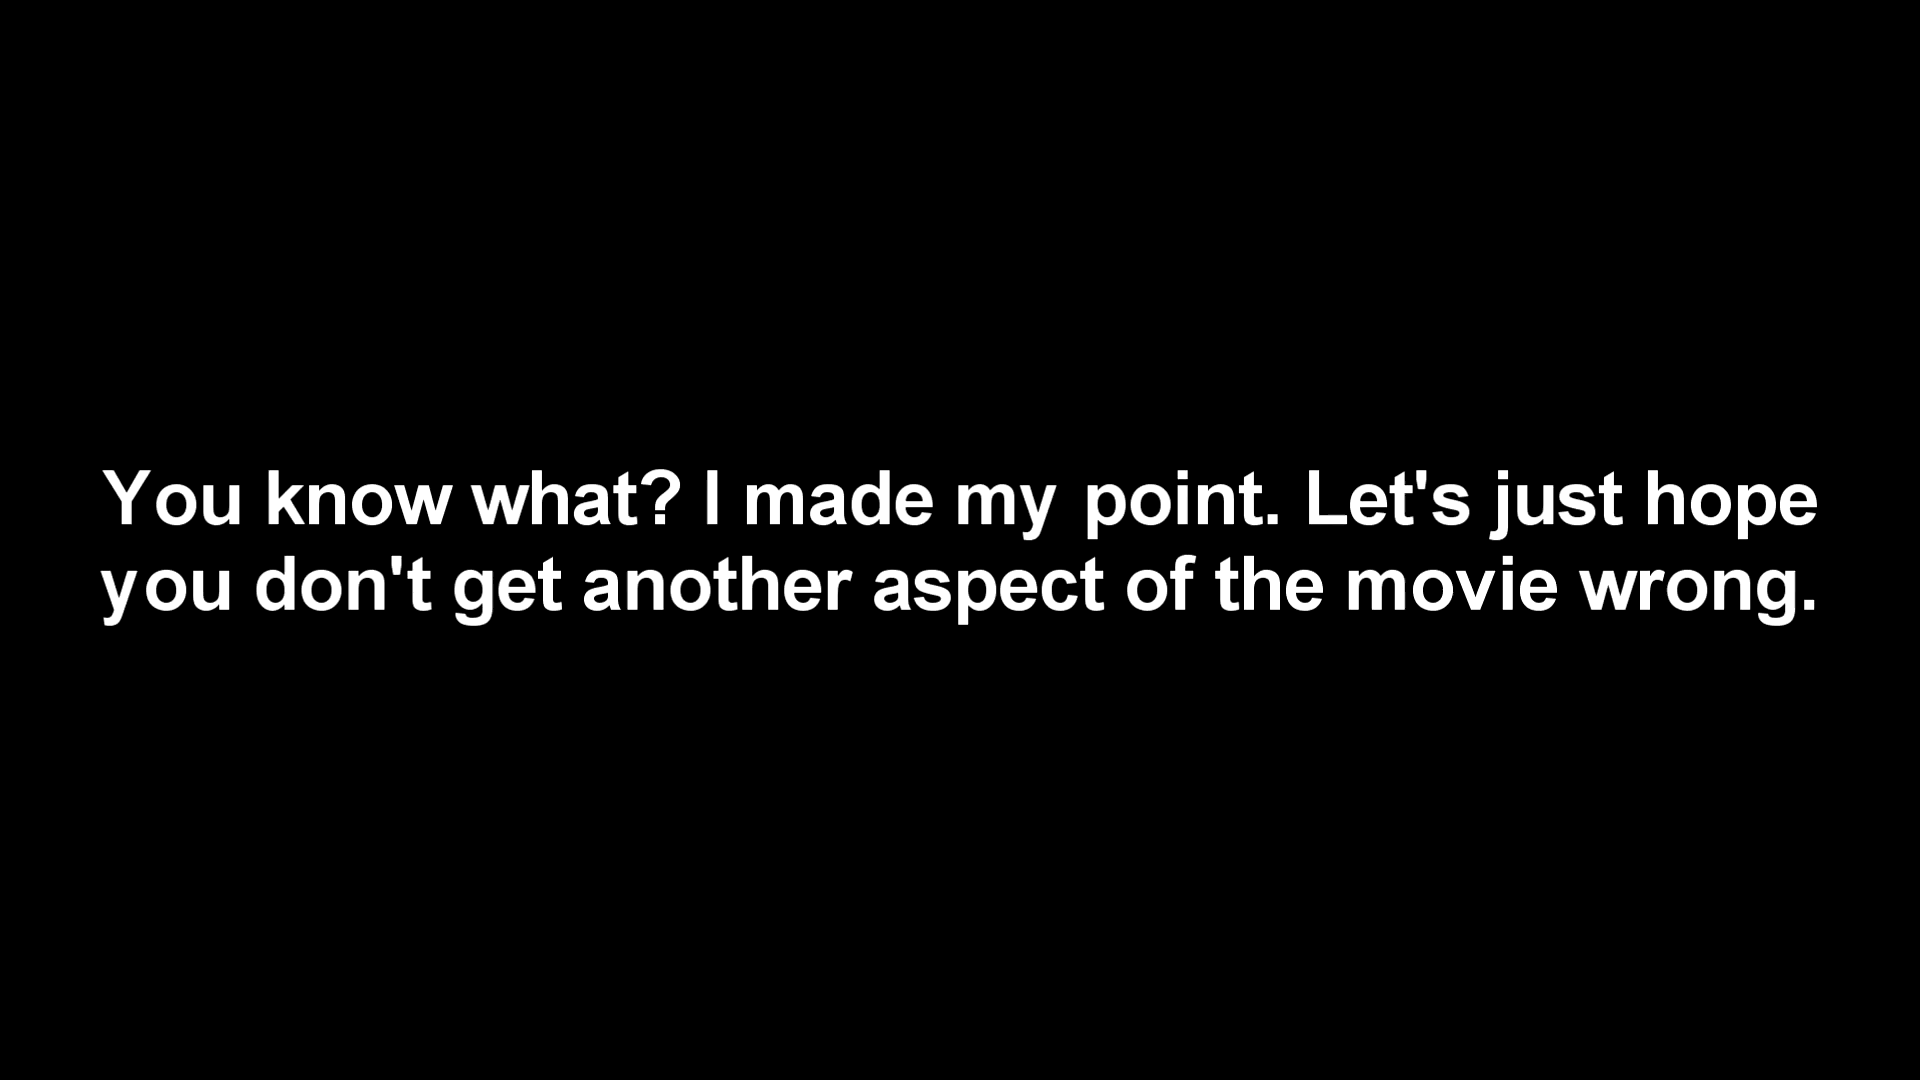 You know what? I made my point. Let's just hope
you don't get another aspect of the movie wrong.